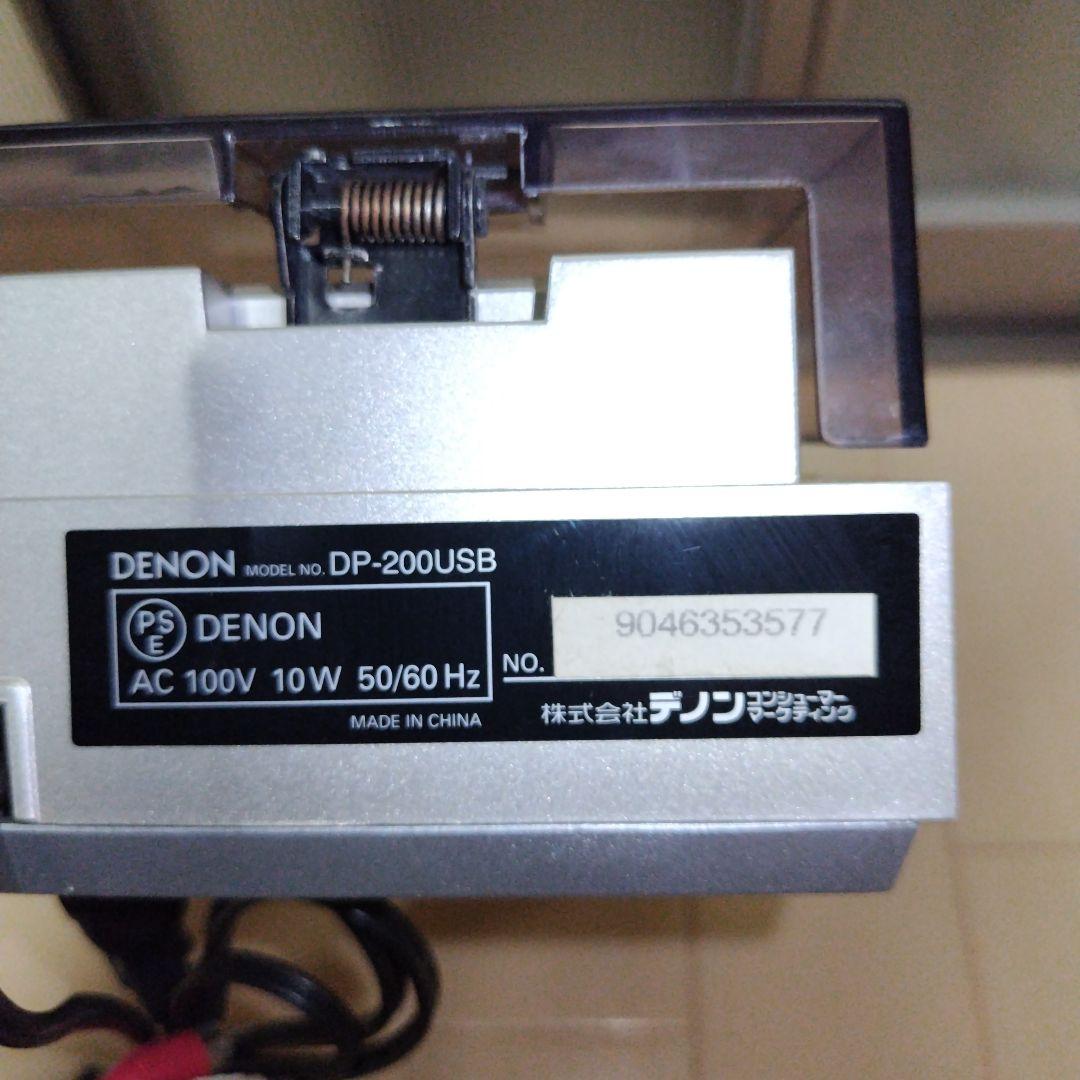 DENON MODEL NO. DP-200USB
PSE DENON
AC 100V 10W 50/60 Hz
MADE IN CHINA
NO. 9046353577
株式会社デノン コンシューマー マーケティング